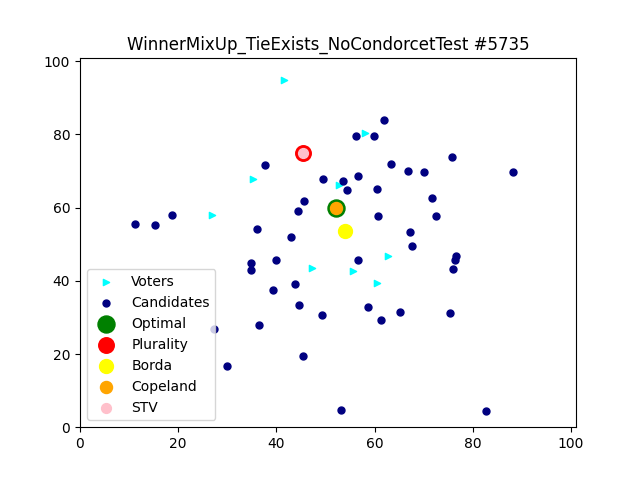 WinnerMixUp_TieExists_NoCondorcetTest #5735
100
80
60
40
20
0
Voters
Candidates
Optimal
Plurality
Borda
Copeland
STV
0 20 40 60 80 100